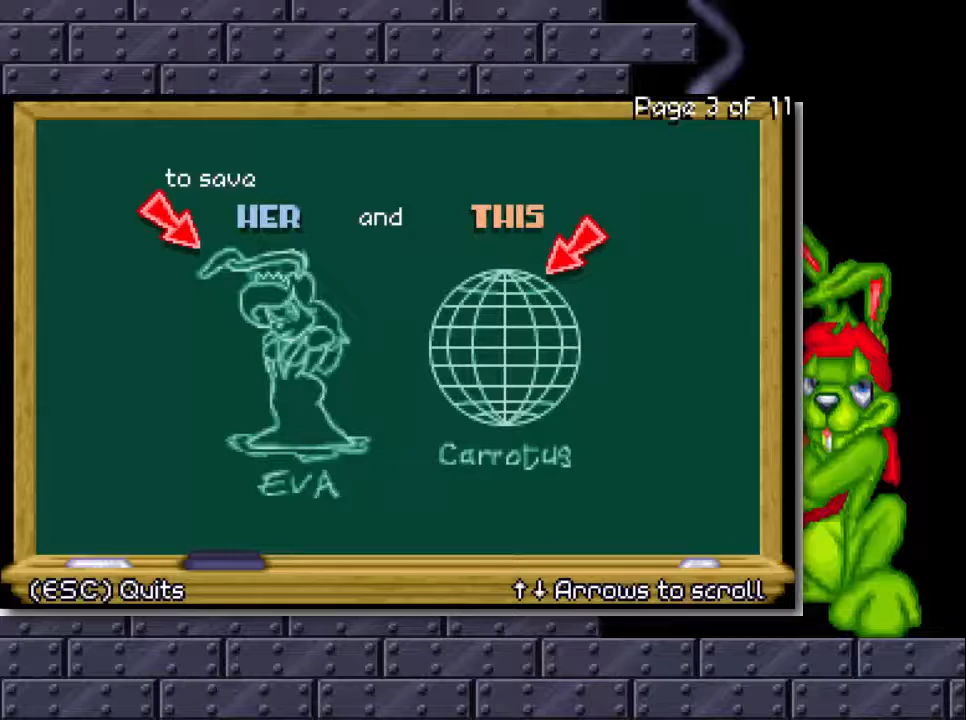 Page 3 of 11
to save
HER and THIS
EVA
Carrotus
(ESC) Quits
↑↓ Arrows to scroll